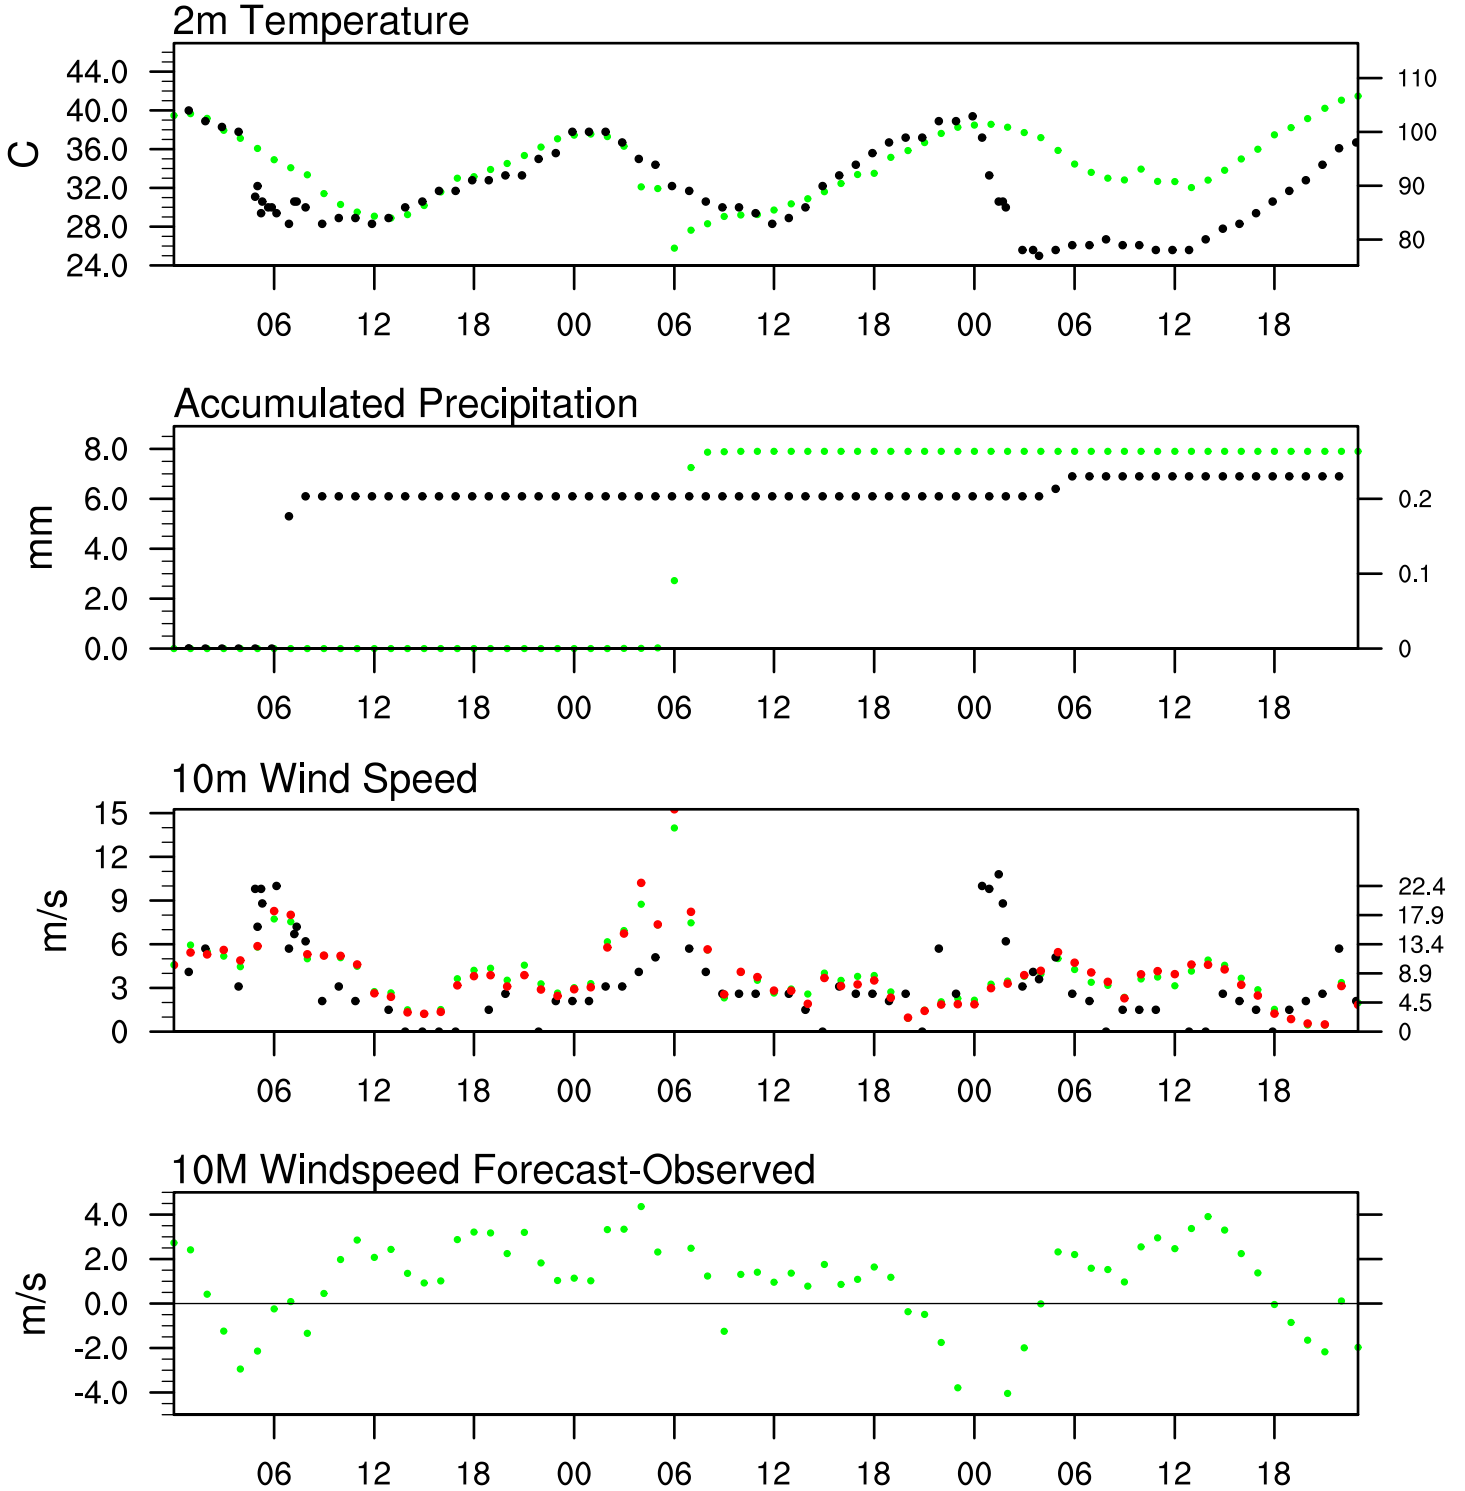 2m Temperature
44.0
40.0
36.0
32.0
28.0
24.0
C
110
100
90
80
06 12 18 00 06 12 18 00 06 12 18
Accumulated Precipitation
8.0
6.0
4.0
2.0
0.0
mm
0.2
0.1
0
06 12 18 00 06 12 18 00 06 12 18
10m Wind Speed
15
12
9
6
3
0
m/s
22.4
17.9
13.4
8.9
4.5
0
06 12 18 00 06 12 18 00 06 12 18
10M Windspeed Forecast-Observed
4.0
2.0
0.0
-2.0
-4.0
m/s
06 12 18 00 06 12 18 00 06 12 18